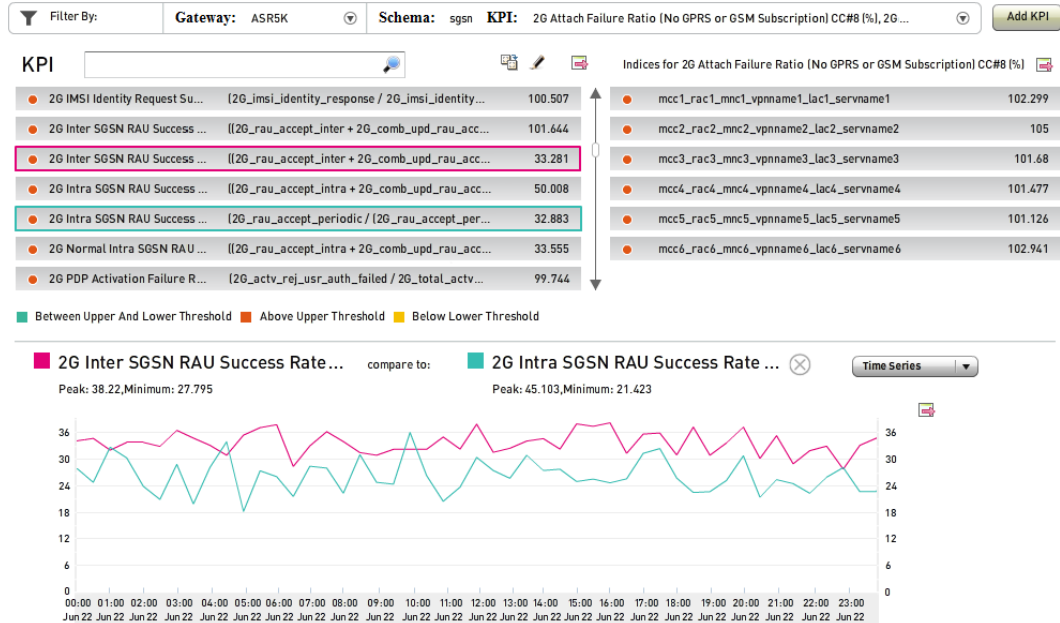 Filter By: Gateway: ASR5K Schema: sgsn KPI: 2G Attach Failure Ratio (No GPRS or GSM Subscription) CC#8 (%), 2G ... Add KPI
KPI
Indices for 2G Attach Failure Ratio (No GPRS or GSM Subscription) CC#8 (%)
2G IMSI Identity Request Su... (2G_imsi_identity_response / 2G_imsi_identity... 100.507
2G Inter SGSN RAU Success ... ((2G_rau_accept_inter + 2G_comb_upd_rau_acc... 101.644
2G Inter SGSN RAU Success ... ((2G_rau_accept_inter + 2G_comb_upd_rau_acc... 33.281
2G Intra SGSN RAU Success ... ((2G_rau_accept_intra + 2G_comb_upd_rau_acc... 50.008
2G Intra SGSN RAU Success ... (2G_rau_accept_periodic / (2G_rau_accept_per... 32.883
2G Normal Intra SGSN RAU ... ((2G_rau_accept_intra + 2G_comb_upd_rau_acc... 33.555
2G PDP Activation Failure R... (2G_actv_rej_usr_auth_failed / 2G_total_actv... 99.744
mcc1_rac1_mnc1_vpnname1_lac1_servname1 102.299
mcc2_rac2_mnc2_vpnname2_lac2_servname2 105
mcc3_rac3_mnc3_vpnname3_lac3_servname3 101.68
mcc4_rac4_mnc4_vpnname4_lac4_servname4 101.477
mcc5_rac5_mnc5_vpnname5_lac5_servname5 101.126
mcc6_rac6_mnc6_vpnname6_lac6_servname6 102.941
Between Upper And Lower Threshold Above Upper Threshold Below Lower Threshold
2G Inter SGSN RAU Success Rate... compare to: 2G Intra SGSN RAU Success Rate ... Time Series
Peak: 38.22,Minimum: 27.795 Peak: 45.103,Minimum: 21.423
36 36
30 30
24 24
18 18
12 12
6 6
0 0
00:00 01:00 02:00 03:00 04:00 05:00 06:00 07:00 08:00 09:00 10:00 11:00 12:00 13:00 14:00 15:00 16:00 17:00 18:00 19:00 20:00 21:00 22:00 23:00
Jun 22 Jun 22 Jun 22 Jun 22 Jun 22 Jun 22 Jun 22 Jun 22 Jun 22 Jun 22 Jun 22 Jun 22 Jun 22 Jun 22 Jun 22 Jun 22 Jun 22 Jun 22 Jun 22 Jun 22 Jun 22 Jun 22 Jun 22 Jun 22